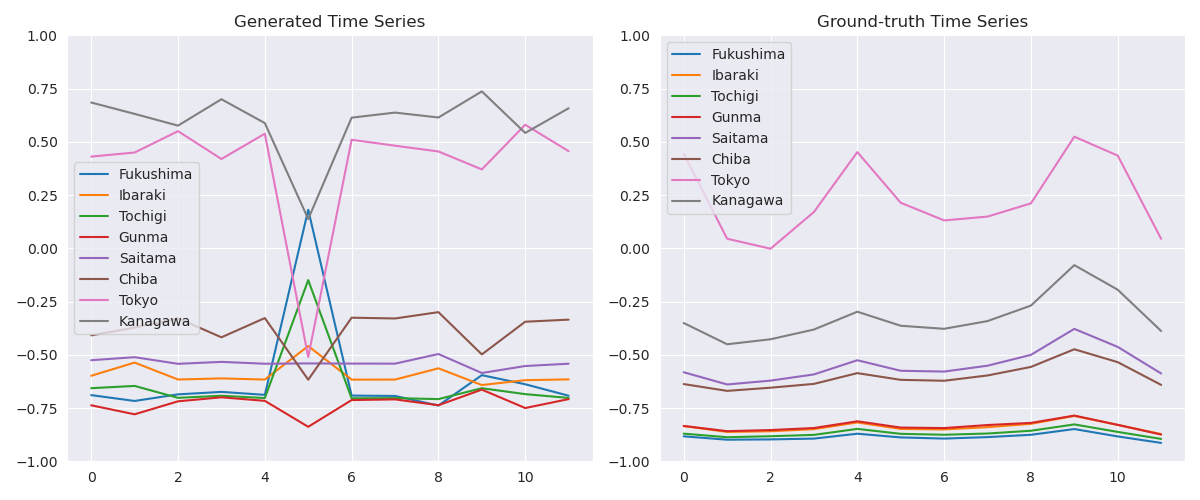 Generated Time Series
1.00
0.75
0.50
0.25
0.00
−0.25
−0.50
−0.75
−1.00
0 2 4 6 8 10
Fukushima
Ibaraki
Tochigi
Gunma
Saitama
Chiba
Tokyo
Kanagawa
Ground-truth Time Series
1.00
0.75
0.50
0.25
0.00
−0.25
−0.50
−0.75
−1.00
0 2 4 6 8 10
Fukushima
Ibaraki
Tochigi
Gunma
Saitama
Chiba
Tokyo
Kanagawa